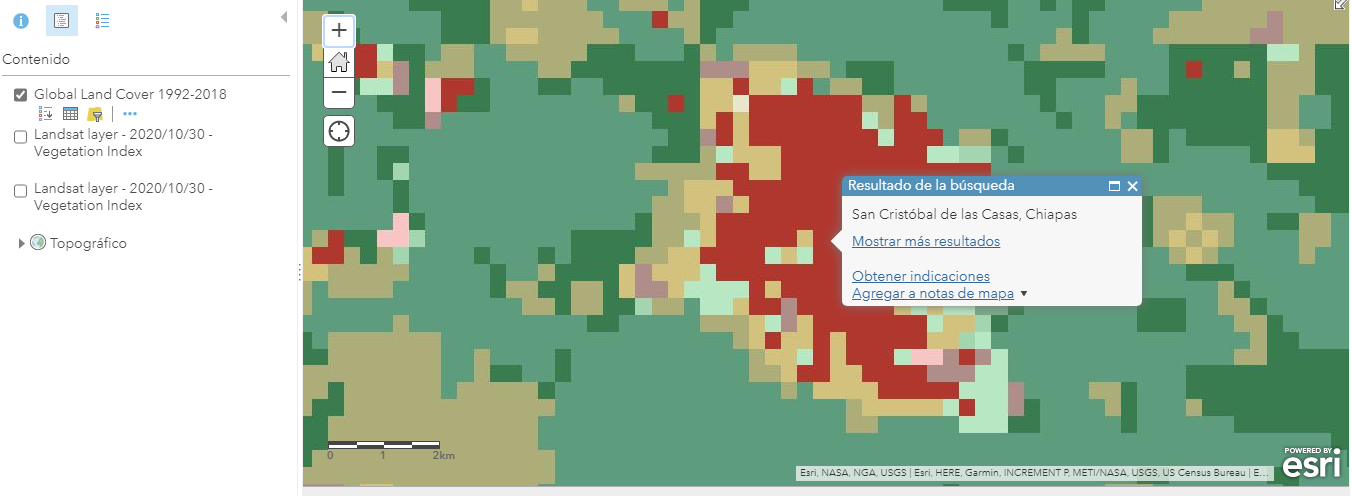 Contenido
Global Land Cover 1992-2018
Landsat layer - 2020/10/30 -
Vegetation Index
Landsat layer - 2020/10/30 -
Vegetation Index
Topográfico
Resultado de la búsqueda
San Cristóbal de las Casas, Chiapas
Mostrar más resultados
Obtener indicaciones
Agregar a notas de mapa
0 1 2km
Esri, NASA, NGA, USGS | Esri, HERE, Garmin, INCREMENT P, METI/NASA, USGS, US Census Bureau | E...
POWERED BY
esri